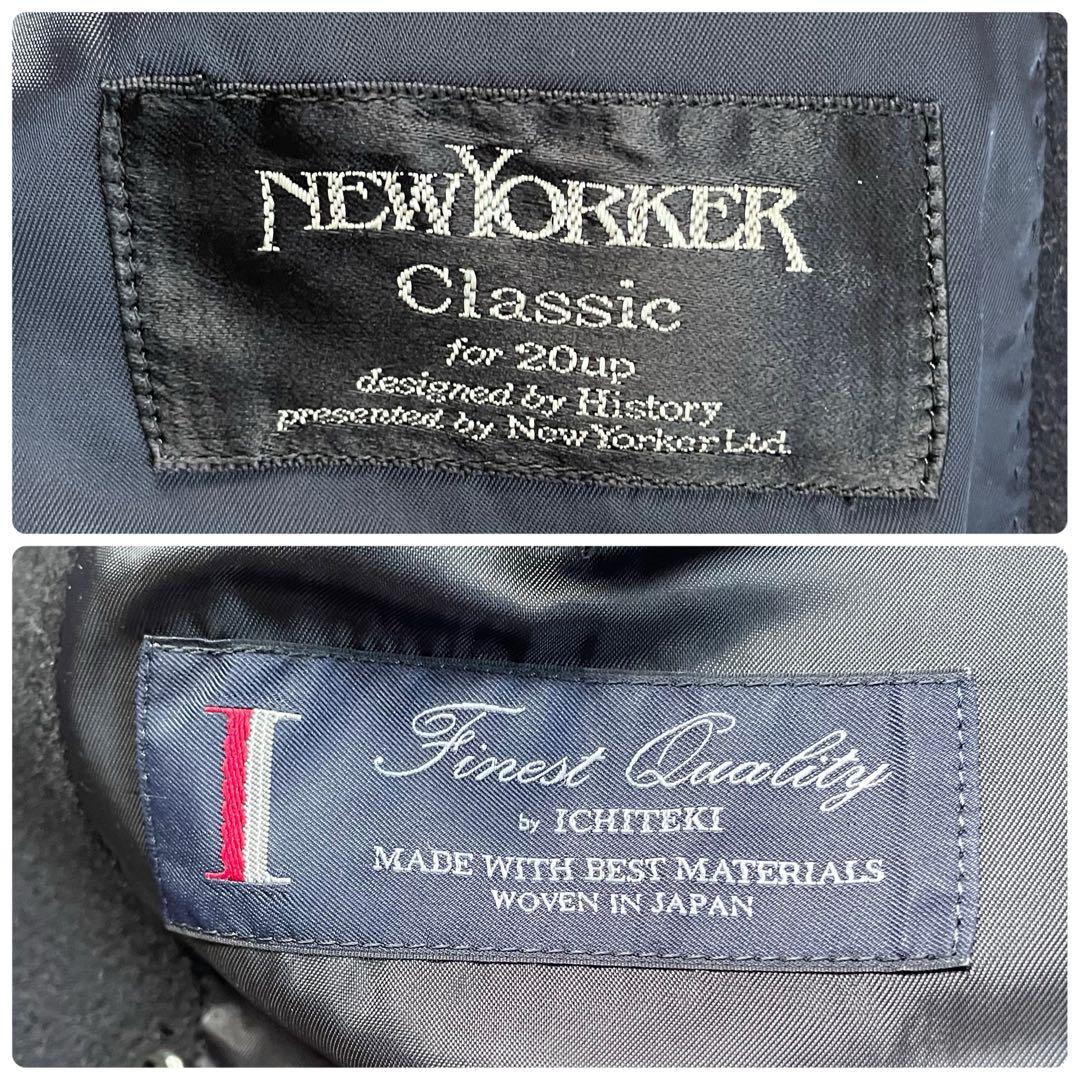 NEWYORKER
Classic
for 20up
designed by History
presented by NewYorker Ltd.
I
Finest Quality
by ICHITEKI
MADE WITH BEST MATERIALS
WOVEN IN JAPAN